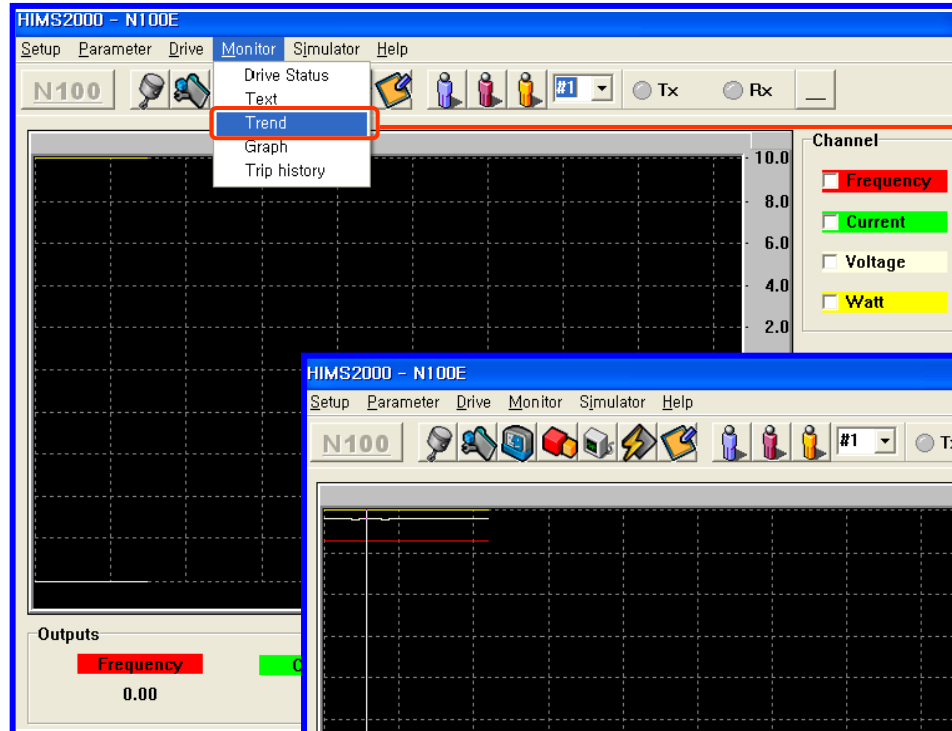 HIMS2000 - N100E
Setup Parameter Drive Monitor Simulator Help
N100 #1 Tx Rx
Drive Status
Text
Trend
Graph
Trip history
10.0
8.0
6.0
4.0
2.0
Channel
Frequency
Current
Voltage
Watt
HIMS2000 - N100E
Setup Parameter Drive Monitor Simulator Help
N100 #1
Outputs
Frequency
0.00